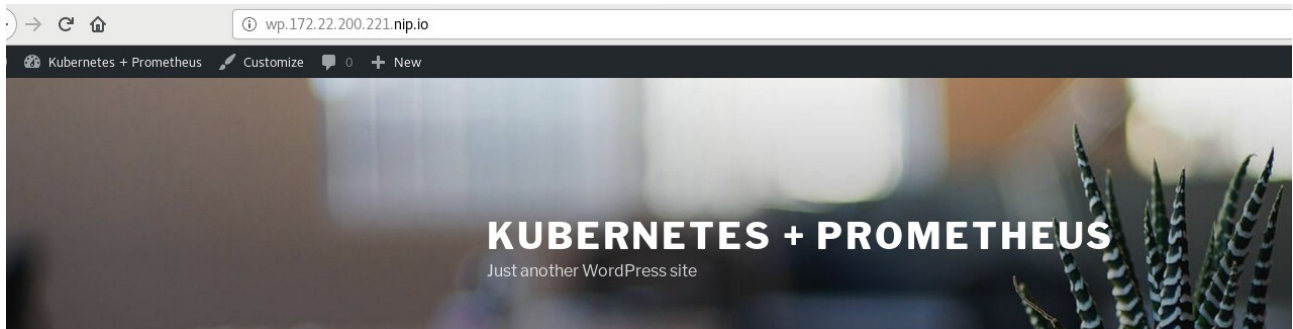 wp.172.22.200.221.nip.io
Kubernetes + Prometheus Customize 0 + New
KUBERNETES + PROMETHEUS
Just another WordPress site